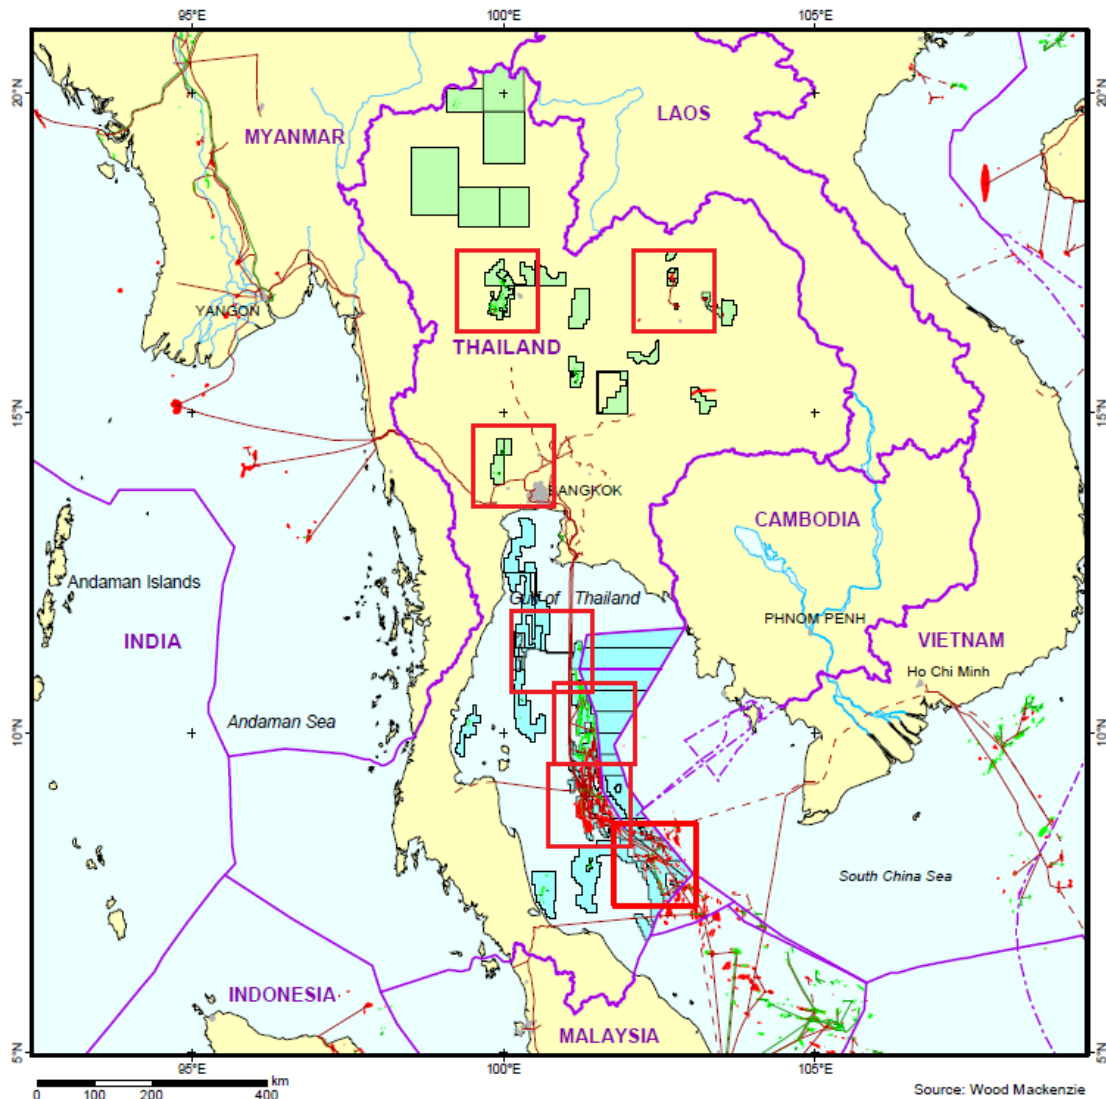 95°E 100°E 105°E
20°N 20°N
LAOS
MYANMAR
YANGON
THAILAND
15°N 15°N
BANGKOK
CAMBODIA
Andaman Islands
Gulf of Thailand
PHNOM PENH
INDIA
VIETNAM
Ho Chi Minh
Andaman Sea
10°N 10°N
South China Sea
INDONESIA
MALAYSIA
5°N 5°N
95°E 100°E 105°E
km
0 100 200 400
Source: Wood Mackenzie